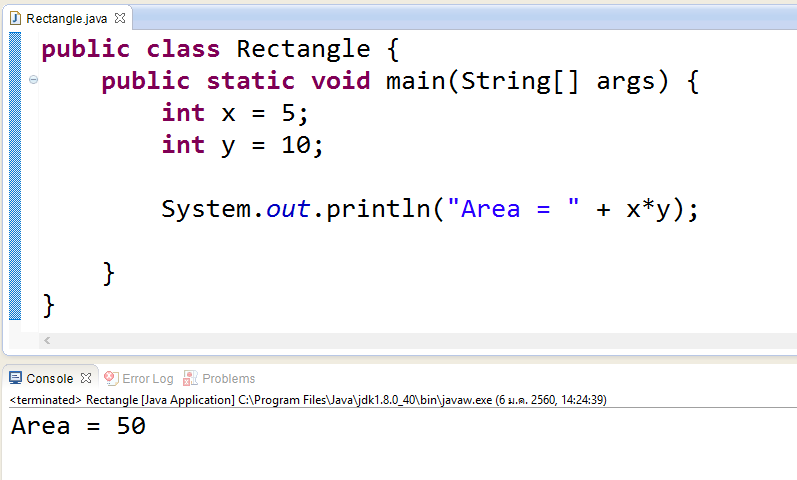 Rectangle.java
public class Rectangle {
public static void main(String[] args) {
int x = 5;
int y = 10;
System.out.println("Area = " + x*y);
}
}
Console Error Log Problems
<terminated> Rectangle [Java Application] C:\Program Files\Java\jdk1.8.0_40\bin\javaw.exe (6 ม.ค. 2560, 14:24:39)
Area = 50